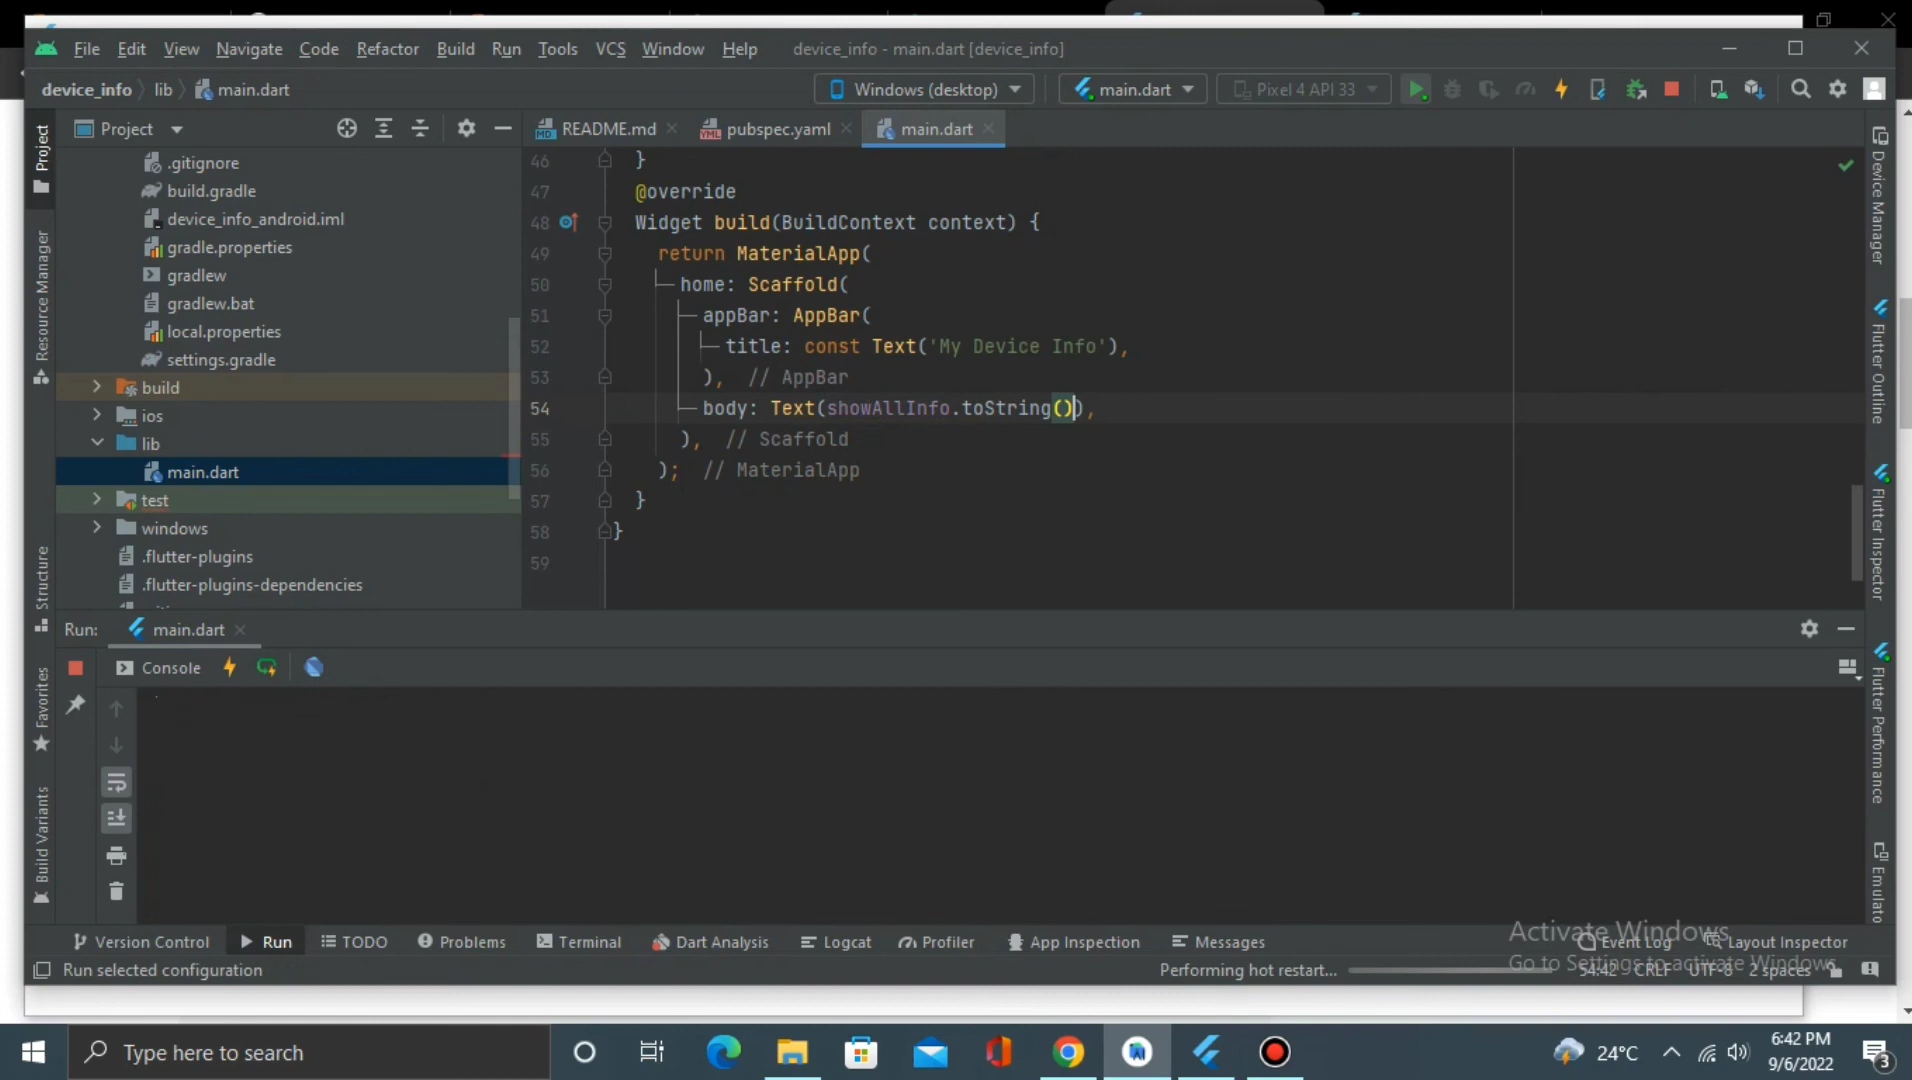 File Edit View Navigate Code Refactor Build Run Tools VCS Window Help device_info - main.dart [device_info]
device_info lib main.dart Windows (desktop) main.dart Pixel 4 API 33
Project README.md pubspec.yaml main.dart
Project
Resource Manager
Structure
Favorites
Build Variants
.gitignore
build.gradle
device_info_android.iml
gradle.properties
gradlew
gradlew.bat
local.properties
settings.gradle
build
ios
lib
main.dart
test
windows
.flutter-plugins
.flutter-plugins-dependencies
46 }
47 @override
48 Widget build(BuildContext context) {
49 return MaterialApp(
50 home: Scaffold(
51 appBar: AppBar(
52 title: const Text('My Device Info'),
53 ), // AppBar
54 body: Text(showAllInfo.toString()),
55 ), // Scaffold
56 ); // MaterialApp
57 }
58 }
59
Device Manager
Flutter Outline
Flutter Inspector
Flutter Performance
Emulato
Run: main.dart
Console
Version Control Run TODO Problems Terminal Dart Analysis Logcat Profiler App Inspection Messages Event Log Layout Inspector
Activate Windows
Go to Settings to activate Windows.
Run selected configuration Performing hot restart... 54:42 CRLF UTF-8 2 spaces
Type here to search 24°C 6:42 PM
9/6/2022
3